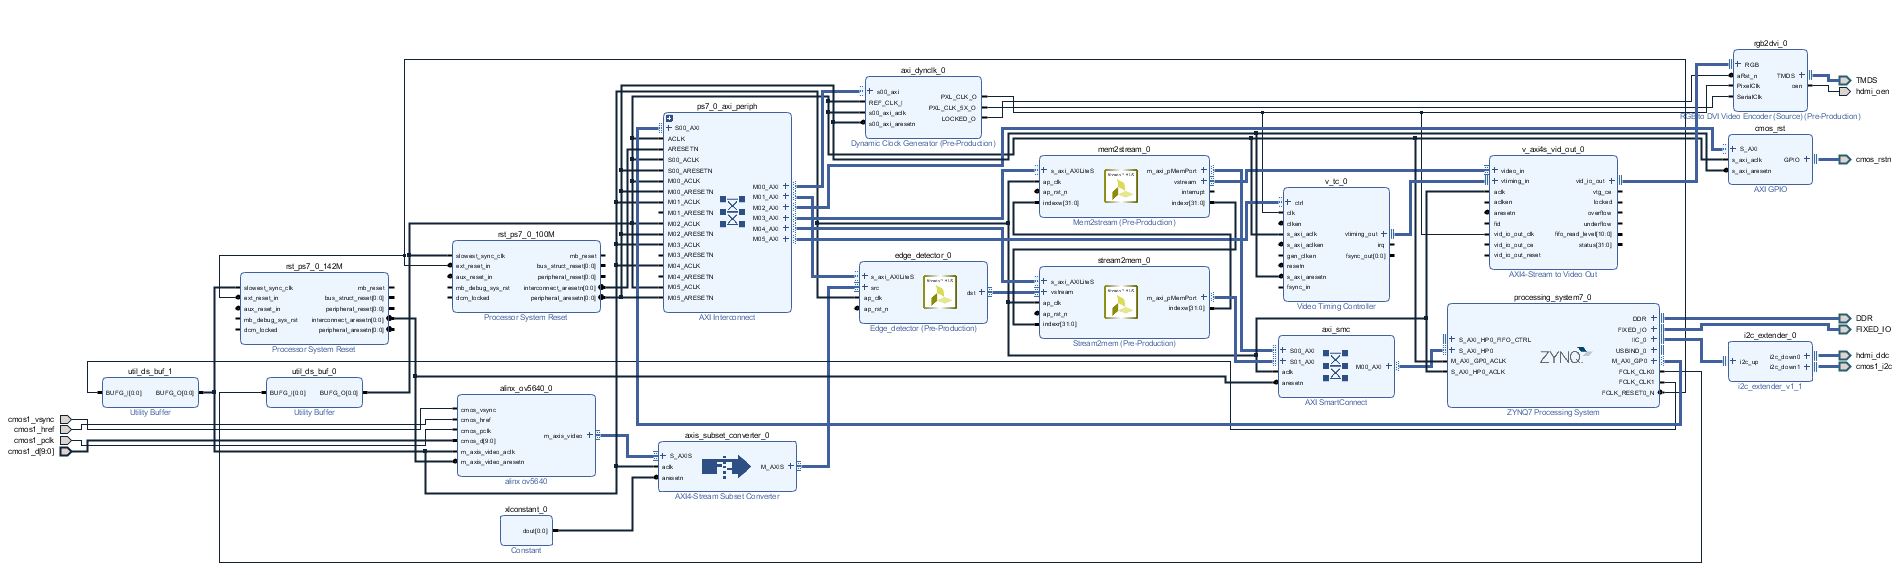 rgb2dvi_0
RGB
aRst_n
PixelClk
SerialClk
TMDS
oen
RGB to DVI Video Encoder (Source) (Pre-Production)
TMDS
hdmi_oen
axi_dynclk_0
s00_axi
REF_CLK_I
s00_axi_aclk
s00_axi_aresetn
PXL_CLK_O
PXL_CLK_5X_O
LOCKED_O
Dynamic Clock Generator (Pre-Production)
ps7_0_axi_periph
S00_AXI
ACLK
ARESETN
S00_ACLK
S00_ARESETN
M00_ACLK
M00_ARESETN
M01_ACLK
M01_ARESETN
M02_ACLK
M02_ARESETN
M03_ACLK
M03_ARESETN
M04_ACLK
M04_ARESETN
M05_ACLK
M05_ARESETN
M00_AXI
M01_AXI
M02_AXI
M03_AXI
M04_AXI
M05_AXI
AXI Interconnect
cmos_rst
S_AXI
s_axi_aclk
s_axi_aresetn
GPIO
AXI GPIO
cmos_rstn
mem2stream_0
s_axi_AXILiteS
ap_clk
ap_rst_n
indexw[31:0]
m_axi_pMemPort
vstream
interrupt
indexr[31:0]
Mem2stream (Pre-Production)
v_axi4s_vid_out_0
video_in
vtiming_in
aclk
aclken
aresetn
fid
vid_io_out_clk
vid_io_out_ce
vid_io_out_reset
vid_io_out
vtg_ce
locked
overflow
underflow
fifo_read_level[10:0]
status[31:0]
AXI4-Stream to Video Out
v_tc_0
ctrl
clk
clken
s_axi_aclk
s_axi_aclken
gen_clken
resetn
s_axi_aresetn
fsync_in
vtiming_out
irq
fsync_out[0:0]
Video Timing Controller
rst_ps7_0_100M
slowest_sync_clk
ext_reset_in
aux_reset_in
mb_debug_sys_rst
dcm_locked
mb_reset
bus_struct_reset[0:0]
peripheral_reset[0:0]
interconnect_aresetn[0:0]
peripheral_aresetn[0:0]
Processor System Reset
rst_ps7_0_142M
slowest_sync_clk
ext_reset_in
aux_reset_in
mb_debug_sys_rst
dcm_locked
mb_reset
bus_struct_reset[0:0]
peripheral_reset[0:0]
interconnect_aresetn[0:0]
peripheral_aresetn[0:0]
Processor System Reset
edge_detector_0
s_axi_AXILiteS
src
ap_clk
ap_rst_n
dst
Edge_detector (Pre-Production)
stream2mem_0
s_axi_AXILiteS
vstream
ap_clk
ap_rst_n
indexr[31:0]
m_axi_pMemPort
indexw[31:0]
Stream2mem (Pre-Production)
processing_system7_0
S_AXI_HP0_FIFO_CTRL
S_AXI_HP0
M_AXI_GP0_ACLK
S_AXI_HP0_ACLK
ZYNQ
DDR
FIXED_IO
IIC_0
USBIND_0
M_AXI_GP0
FCLK_CLK0
FCLK_CLK1
FCLK_RESET0_N
ZYNQ7 Processing System
DDR
FIXED_IO
i2c_extender_0
i2c_up
i2c_down0
i2c_down1
i2c_extender_v1_1
hdmi_ddc
cmos1_i2c
axi_smc
S00_AXI
S01_AXI
aclk
aresetn
M00_AXI
AXI SmartConnect
util_ds_buf_1
BUFG_I[0:0]
BUFG_O[0:0]
Utility Buffer
util_ds_buf_0
BUFG_I[0:0]
BUFG_O[0:0]
Utility Buffer
alinx_ov5640_0
cmos_vsync
cmos_href
cmos_pclk
cmos_d[9:0]
m_axis_video_aclk
m_axis_video_aresetn
m_axis_video
alinx ov5640
cmos1_vsync
cmos1_href
cmos1_pclk
cmos1_d[9:0]
axis_subset_converter_0
S_AXIS
aclk
aresetn
M_AXIS
AXI4-Stream Subset Converter
xlconstant_0
dout[0:0]
Constant